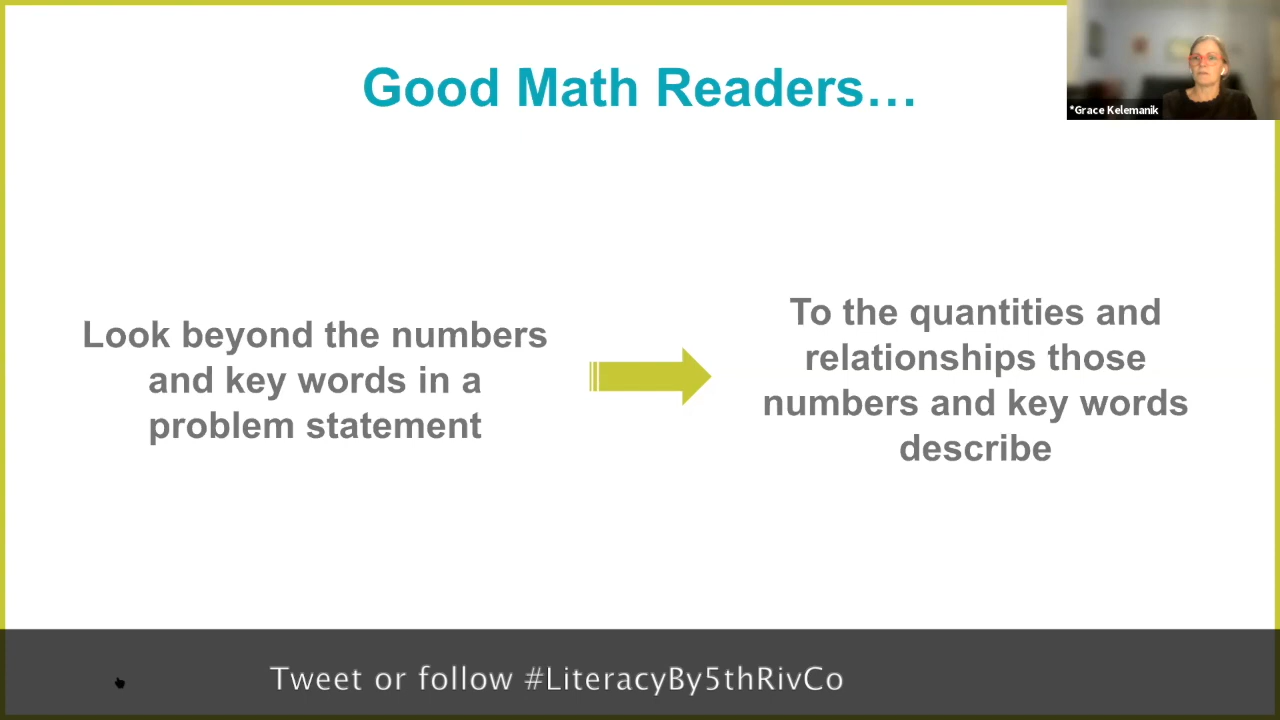 Good Math Readers…
*Grace Kelemanik
Look beyond the numbers
and key words in a
problem statement
To the quantities and
relationships those
numbers and key words
describe
Tweet or follow #LiteracyBy5thRivCo